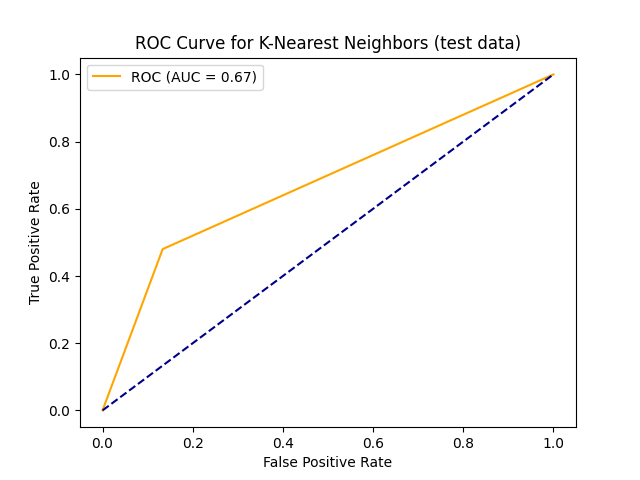 ROC Curve for K-Nearest Neighbors (test data)
ROC (AUC = 0.67)
True Positive Rate
1.0
0.8
0.6
0.4
0.2
0.0
0.0 0.2 0.4 0.6 0.8 1.0
False Positive Rate